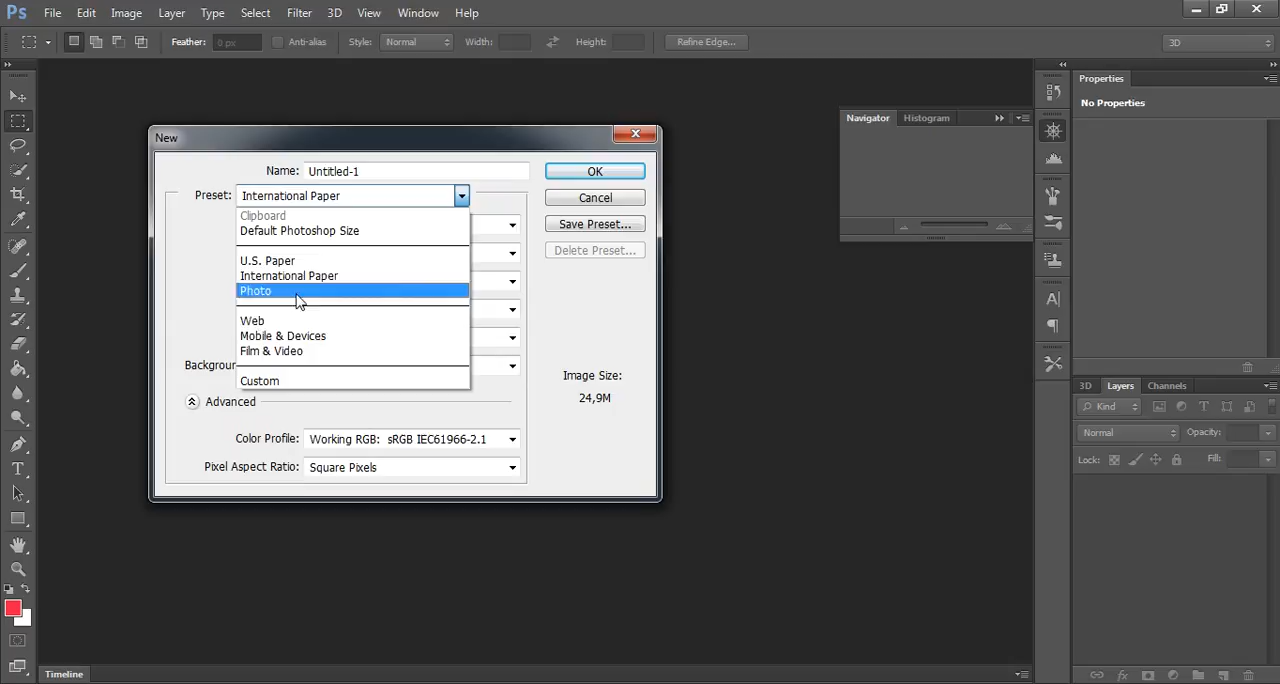 Ps File Edit Image Layer Type Select Filter 3D View Window Help
Feather: 0 px Anti-alias Style: Normal Width: Height: Refine Edge... 3D
Properties
No Properties
Navigator Histogram
New
Name: Untitled-1 OK
Preset: International Paper Cancel
Clipboard
Default Photoshop Size Save Preset...
Delete Preset...
U.S. Paper
International Paper
Photo
Web
Mobile & Devices
Film & Video
Backgroun
Custom
Image Size:
24,9M
Advanced
Color Profile: Working RGB: sRGB IEC61966-2.1
Pixel Aspect Ratio: Square Pixels
3D Layers Channels
Kind
Normal Opacity:
Lock: Fill:
Timeline